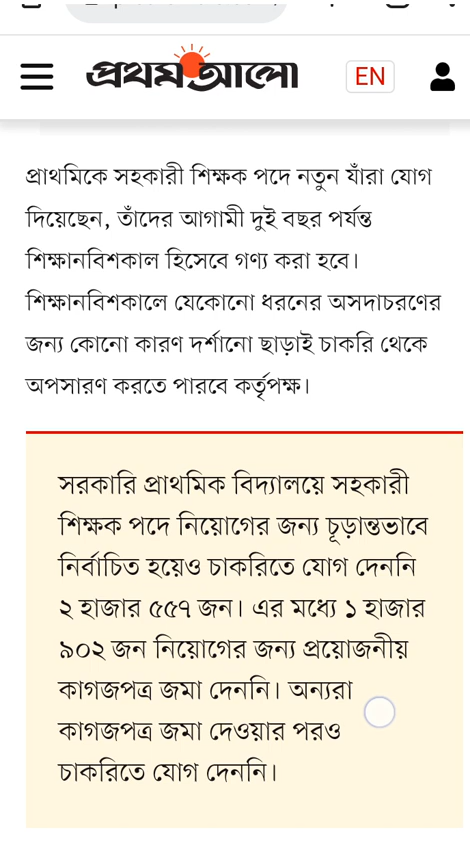 প্রথম আলো
EN
প্রাথমিকে সহকারী শিক্ষক পদে নতুন যাঁরা যোগ
দিয়েছেন, তাঁদের আগামী দুই বছর পর্যন্ত
শিক্ষানবিশকাল হিসেবে গণ্য করা হবে।
শিক্ষানবিশকালে যেকোনো ধরনের অসদাচরণের
জন্য কোনো কারণ দর্শানো ছাড়াই চাকরি থেকে
অপসারণ করতে পারবে কর্তৃপক্ষ।
সরকারি প্রাথমিক বিদ্যালয়ে সহকারী
শিক্ষক পদে নিয়োগের জন্য চূড়ান্তভাবে
নির্বাচিত হয়েও চাকরিতে যোগ দেননি
২ হাজার ৫৫৭ জন। এর মধ্যে ১ হাজার
৯০২ জন নিয়োগের জন্য প্রয়োজনীয়
কাগজপত্র জমা দেননি। অন্যরা
কাগজপত্র জমা দেওয়ার পরও
চাকরিতে যোগ দেননি।